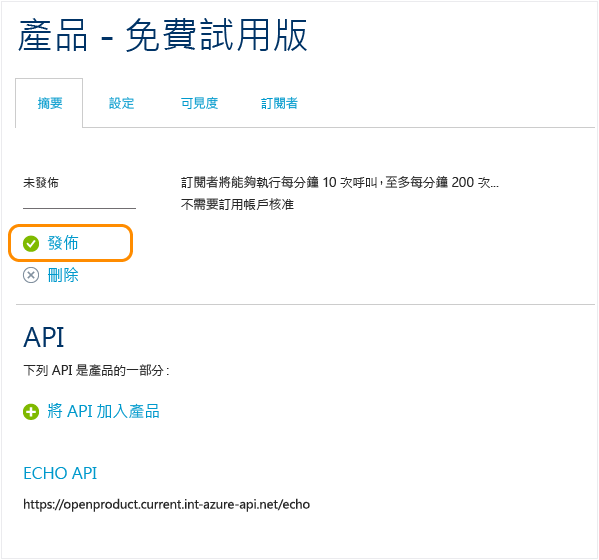 產品 - 免費試用版
摘要 設定 可見度 訂閱者
未發佈 訂閱者將能夠執行每分鐘 10 次呼叫，至多每分鐘 200 次...
不需要訂用帳戶核准
發佈
刪除
API
下列 API 是產品的一部分：
將 API 加入產品
ECHO API
https://openproduct.current.int-azure-api.net/echo